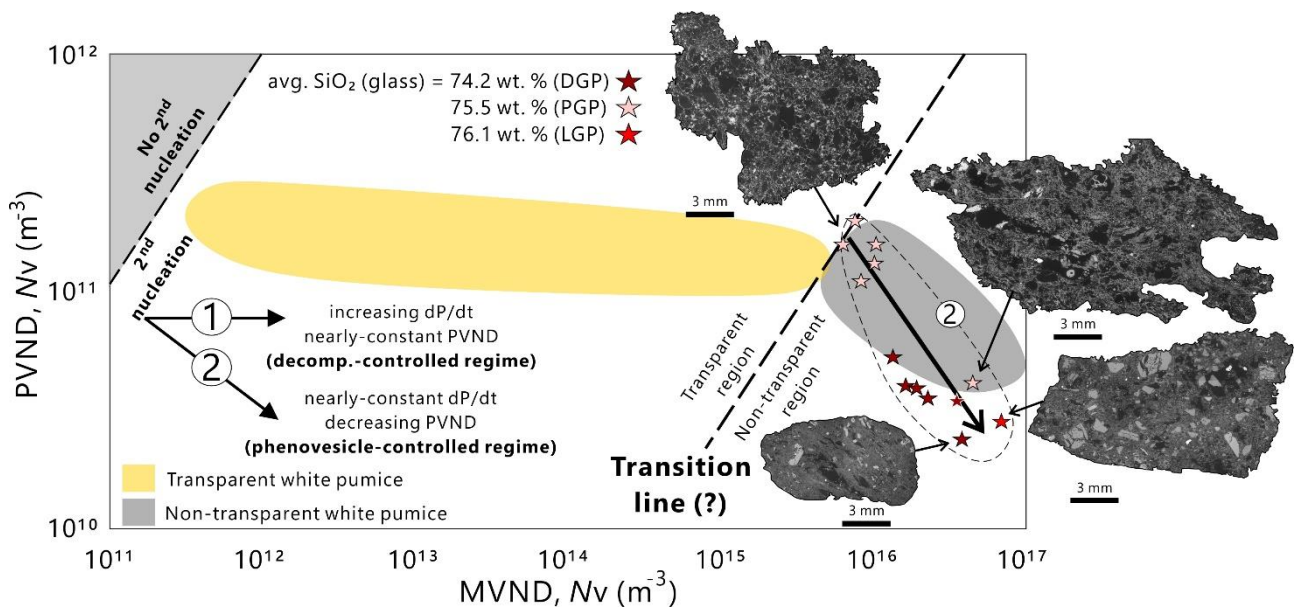 10¹²
10¹¹
10¹⁰
PVND, Nv (m⁻³)
No 2ⁿᵈ
nucleation
2ⁿᵈ
nucleation
avg. SiO₂ (glass) = 74.2 wt. % (DGP)
75.5 wt. % (PGP)
76.1 wt. % (LGP)
3 mm
3 mm
3 mm
3 mm
1
increasing dP/dt
nearly-constant PVND
(decomp.-controlled regime)
2
nearly-constant dP/dt
decreasing PVND
(phenovesicle-controlled regime)
2
Transparent
region
Non-transparent
region
Transition
line (?)
Transparent white pumice
Non-transparent white pumice
10¹¹
10¹²
10¹³
10¹⁴
10¹⁵
10¹⁶
10¹⁷
MVND, Nv (m⁻³)